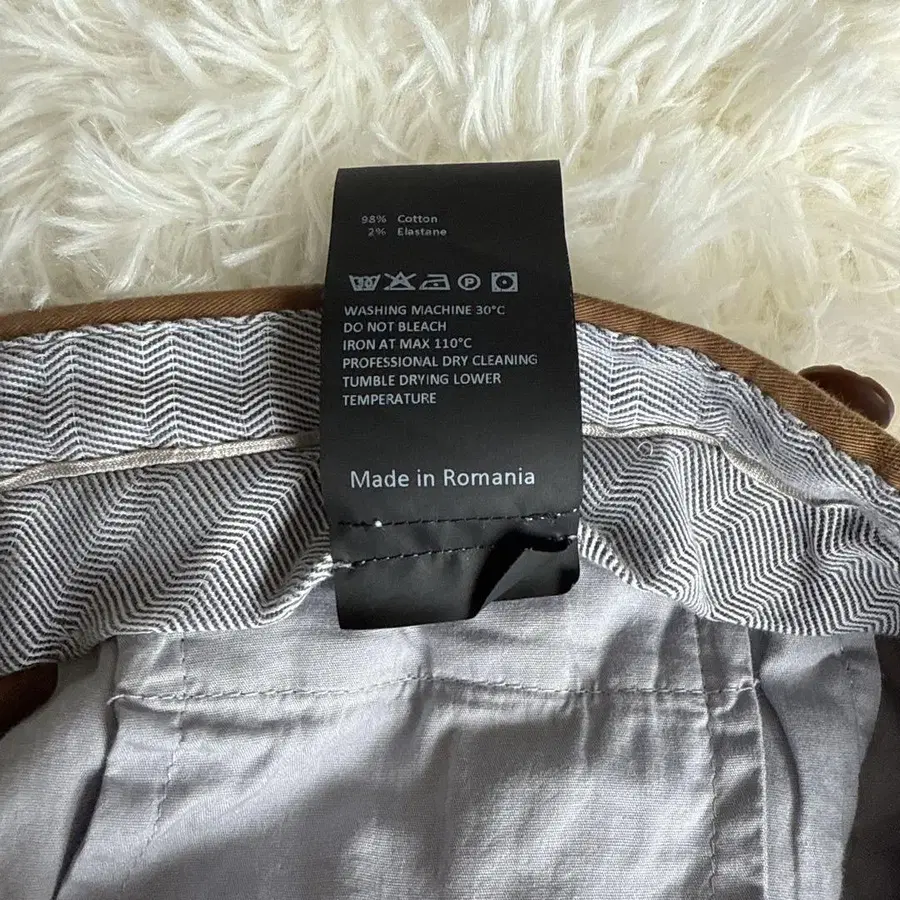 98% Cotton
2% Elastane
30 P
WASHING MACHINE 30°C
DO NOT BLEACH
IRON AT MAX 110°C
PROFESSIONAL DRY CLEANING
TUMBLE DRYING LOWER
TEMPERATURE
Made in Romania